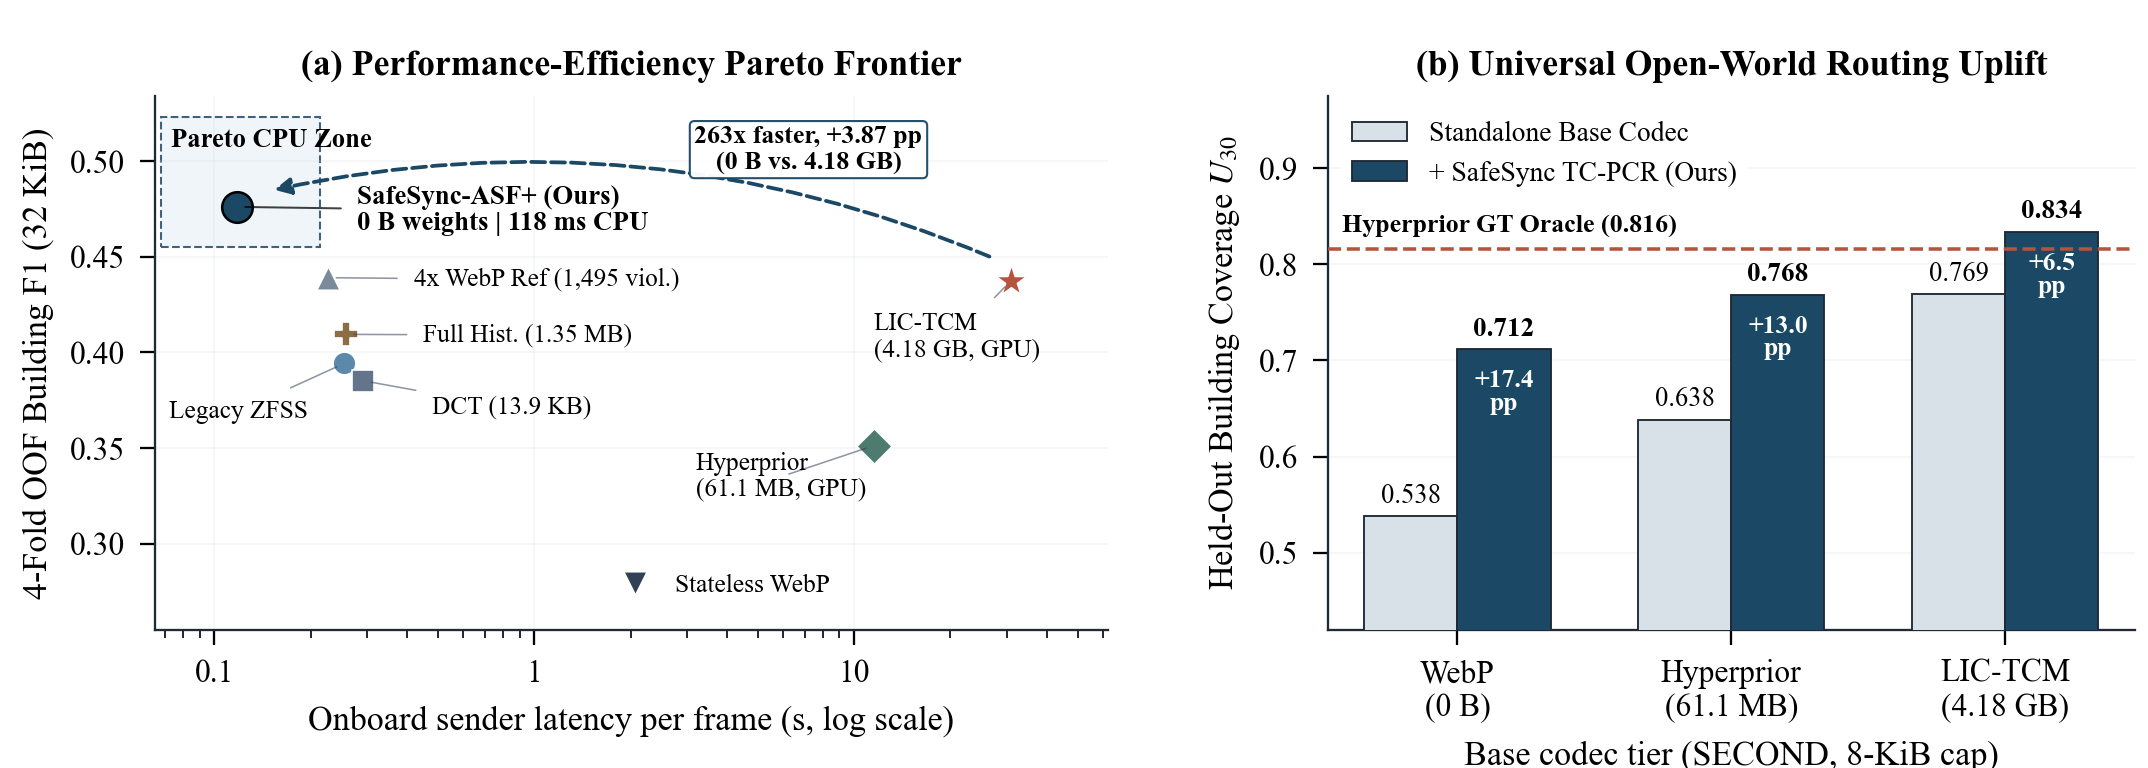 (a) Performance-Efficiency Pareto Frontier
4-Fold OOF Building F1 (32 KiB)
0.50
0.45
0.40
0.35
0.30
Pareto CPU Zone
263x faster, +3.87 pp
(0 B vs. 4.18 GB)
SafeSync-ASF+ (Ours)
0 B weights | 118 ms CPU
4x WebP Ref (1,495 viol.)
Full Hist. (1.35 MB)
LIC-TCM
(4.18 GB, GPU)
Legacy ZFSS
DCT (13.9 KB)
Hyperprior
(61.1 MB, GPU)
Stateless WebP
0.1
1
10
Onboard sender latency per frame (s, log scale)
(b) Universal Open-World Routing Uplift
Held-Out Building Coverage U30
0.9
0.8
0.7
0.6
0.5
Standalone Base Codec
+ SafeSync TC-PCR (Ours)
Hyperprior GT Oracle (0.816)
0.538
0.712
+17.4
pp
0.638
0.768
+13.0
pp
0.769
0.834
+6.5
pp
WebP
(0 B)
Hyperprior
(61.1 MB)
LIC-TCM
(4.18 GB)
Base codec tier (SECOND, 8-KiB cap)